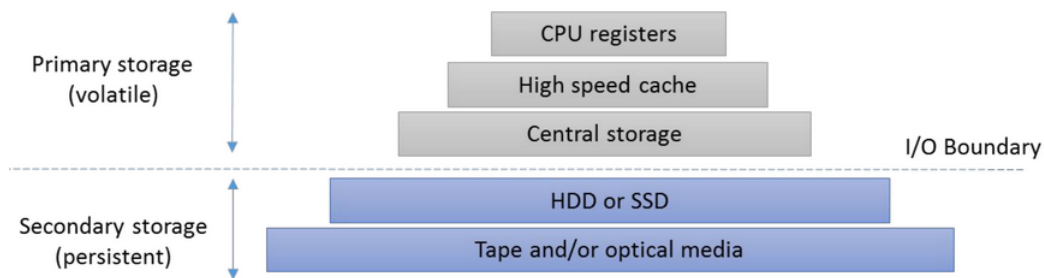 CPU registers
Primary storage
(volatile)
High speed cache
Central storage
I/O Boundary
HDD or SSD
Secondary storage
(persistent)
Tape and/or optical media